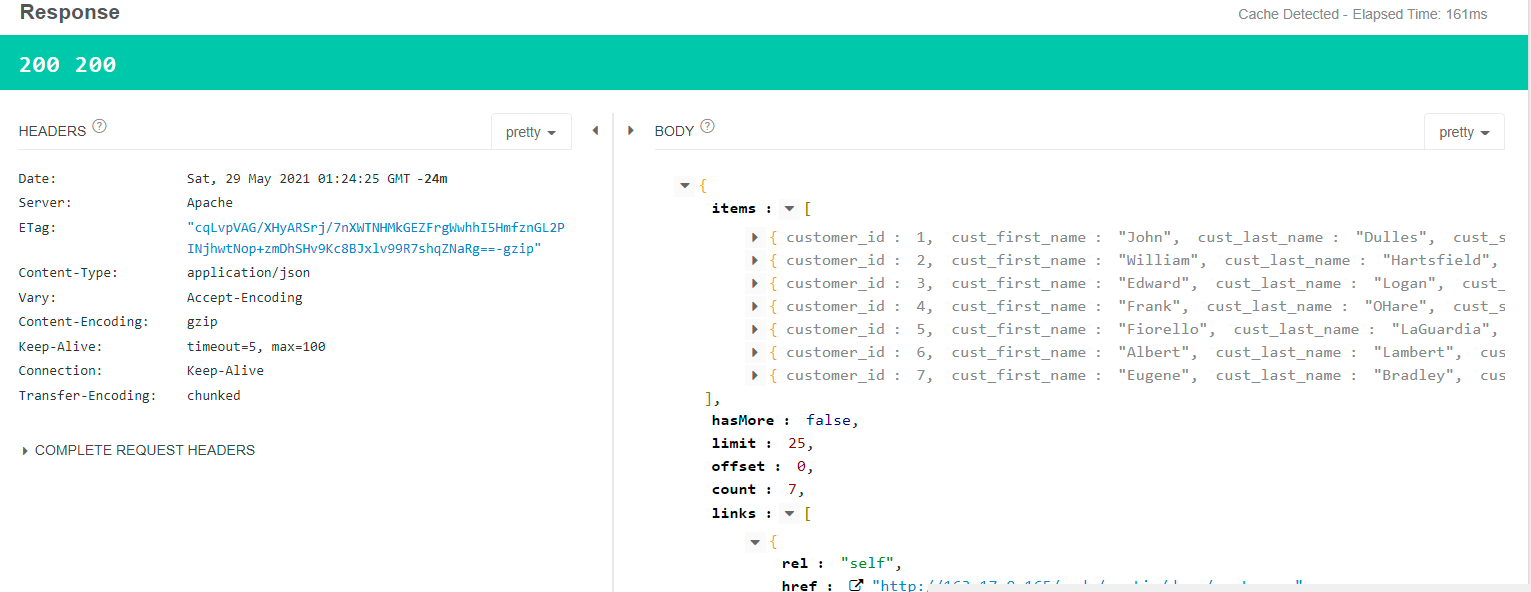 Response
Cache Detected - Elapsed Time: 161ms
200 200
HEADERS ?
pretty
Date: Sat, 29 May 2021 01:24:25 GMT -24m
Server: Apache
ETag: "cqLvpVAG/XHyARSrj/7nXWTNHMkGEZFrgWwhhI5HmfznGL2P
INjhwtNop+zmDhSHv9Kc8BJxlv99R7shqZNaRg==-gzip"
Content-Type: application/json
Vary: Accept-Encoding
Content-Encoding: gzip
Keep-Alive: timeout=5, max=100
Connection: Keep-Alive
Transfer-Encoding: chunked
COMPLETE REQUEST HEADERS
BODY ?
pretty
{
items : [
{ customer_id : 1, cust_first_name : "John", cust_last_name : "Dulles", cust_s
{ customer_id : 2, cust_first_name : "William", cust_last_name : "Hartsfield",
{ customer_id : 3, cust_first_name : "Edward", cust_last_name : "Logan", cust_
{ customer_id : 4, cust_first_name : "Frank", cust_last_name : "OHare", cust_s
{ customer_id : 5, cust_first_name : "Fiorello", cust_last_name : "LaGuardia",
{ customer_id : 6, cust_first_name : "Albert", cust_last_name : "Lambert", cus
{ customer_id : 7, cust_first_name : "Eugene", cust_last_name : "Bradley", cus
],
hasMore : false,
limit : 25,
offset : 0,
count : 7,
links : [
{
rel : "self",
href : "http:/